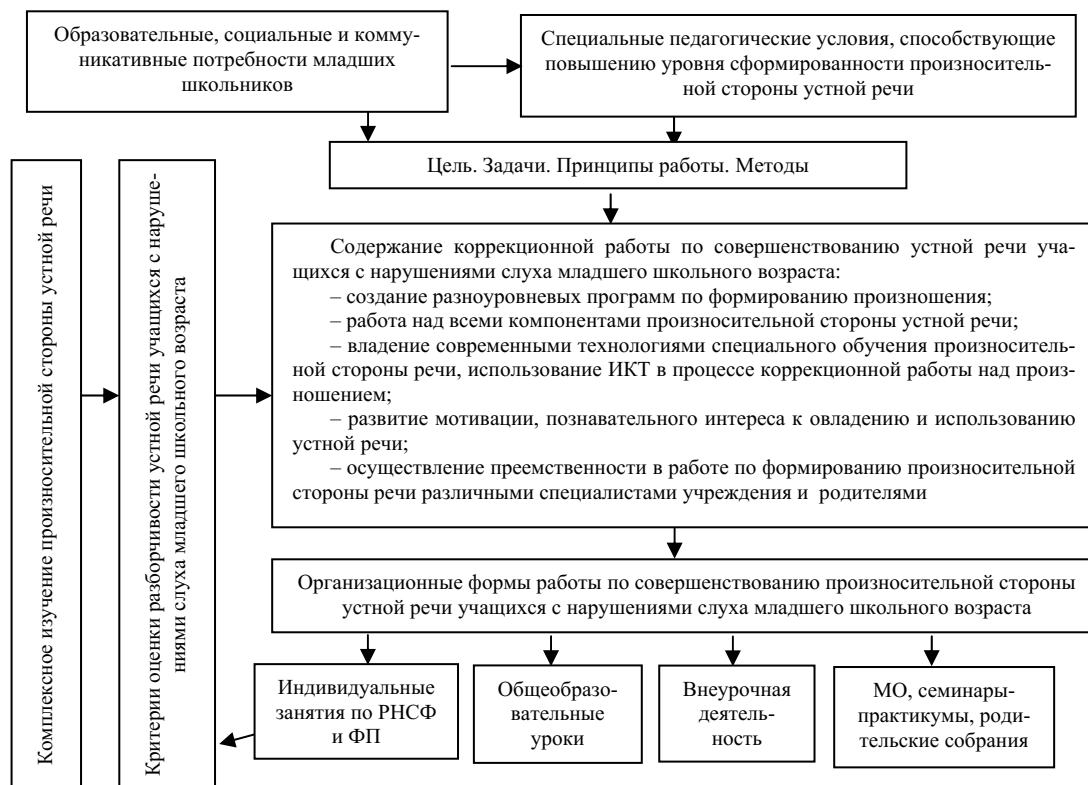 Образовательные, социальные и комму-
никативные потребности младших
школьников
Специальные педагогические условия, способствующие
повышению уровня сформированности произноситель-
ной стороны устной речи
Цель. Задачи. Принципы работы. Методы
Комплексное изучение произносительной стороны устной речи
Критерии оценки разборчивости устной речи учащихся с наруше-
ниями слуха младшего школьного возраста
Содержание коррекционной работы по совершенствованию устной речи уча-
щихся с нарушениями слуха младшего школьного возраста:
– создание разноуровневых программ по формированию произношения;
– работа над всеми компонентами произносительной стороны устной речи;
– владение современными технологиями специального обучения произноситель-
ной стороны речи, использование ИКТ в процессе коррекционной работы над произ-
ношением;
– развитие мотивации, познавательного интереса к овладению и использованию
устной речи;
– осуществление преемственности в работе по формированию произносительной
стороны речи различными специалистами учреждения и родителями
Организационные формы работы по совершенствованию произносительной стороны
устной речи учащихся с нарушениями слуха младшего школьного возраста
Индивидуальные
занятия по РНСФ
и ФП
Общеобразо-
вательные
уроки
Внеурочная
деятель-
ность
МО, семинары-
практикумы, роди-
тельские собрания